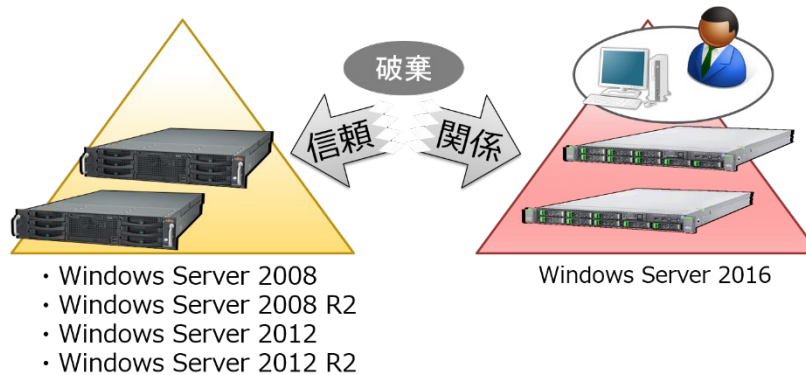 破棄
信頼
関係
・Windows Server 2008
・Windows Server 2008 R2
・Windows Server 2012
・Windows Server 2012 R2
Windows Server 2016